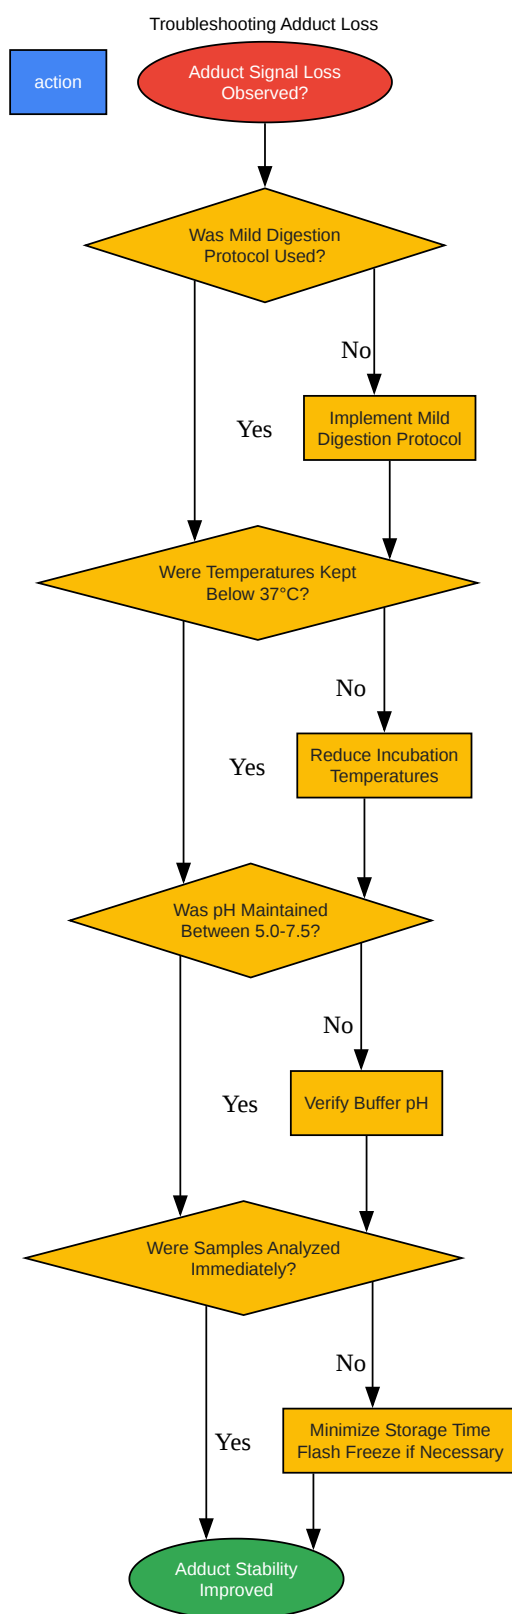 Troubleshooting Adduct Loss
action
Adduct Signal Loss
Observed?
Was Mild Digestion
Protocol Used?
No
Implement Mild
Digestion Protocol
Yes
Were Temperatures Kept
Below 37°C?
No
Reduce Incubation
Temperatures
Yes
Was pH Maintained
Between 5.0-7.5?
No
Verify Buffer pH
Yes
Were Samples Analyzed
Immediately?
No
Minimize Storage Time
Flash Freeze if Necessary
Yes
Adduct Stability
Improved